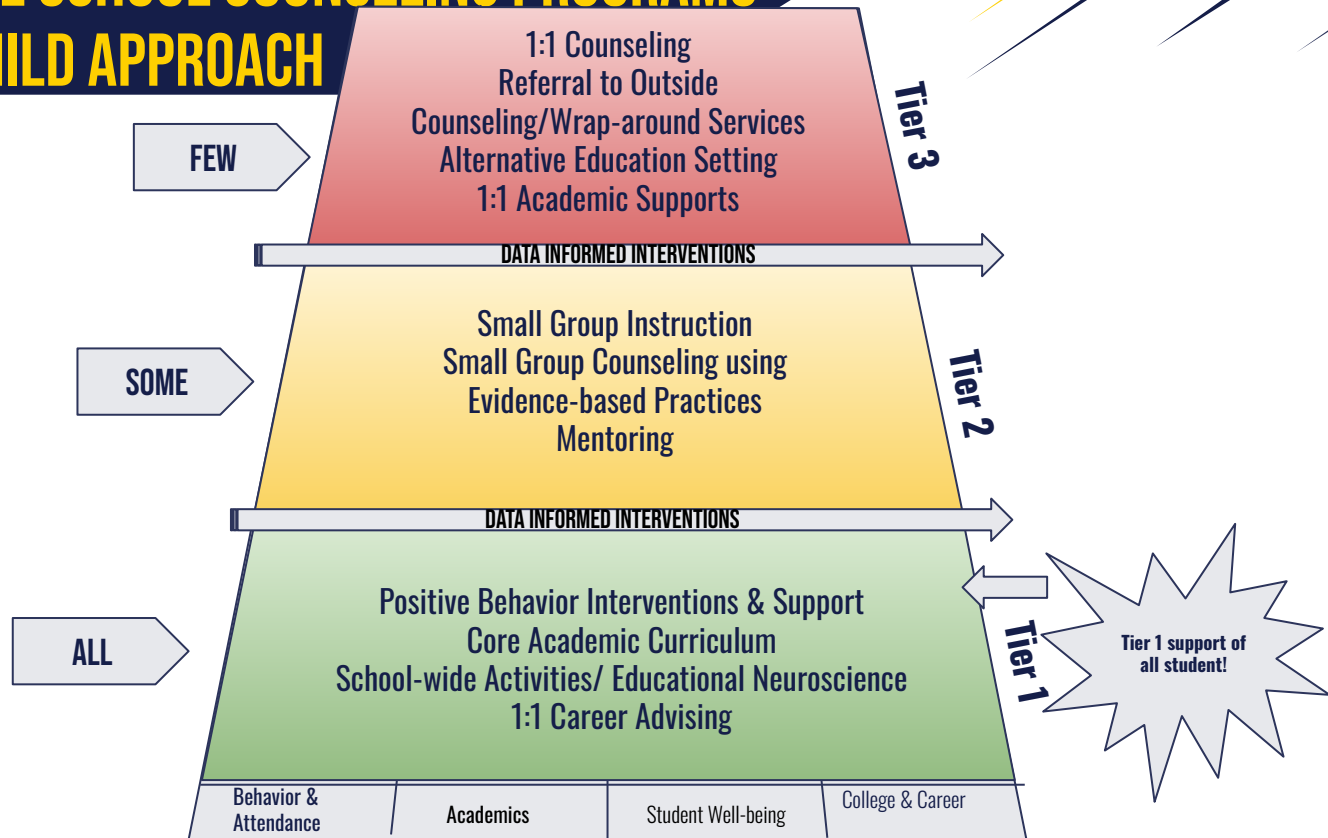 SCHOOL COUNSELING PROGRAMS
APPROACH
1:1 Counseling
Referral to Outside
Counseling/Wrap-around Services
Alternative Education Setting
1:1 Academic Supports
FEW
Tier 3
DATA INFORMED INTERVENTIONS
Small Group Instruction
Small Group Counseling using
Evidence-based Practices
Mentoring
SOME
Tier 2
DATA INFORMED INTERVENTIONS
Positive Behavior Interventions & Support
Core Academic Curriculum
School-wide Activities/ Educational Neuroscience
1:1 Career Advising
ALL
Tier 1
Tier 1 support of
all student!
Behavior &
Attendance
Academics
Student Well-being
College & Career